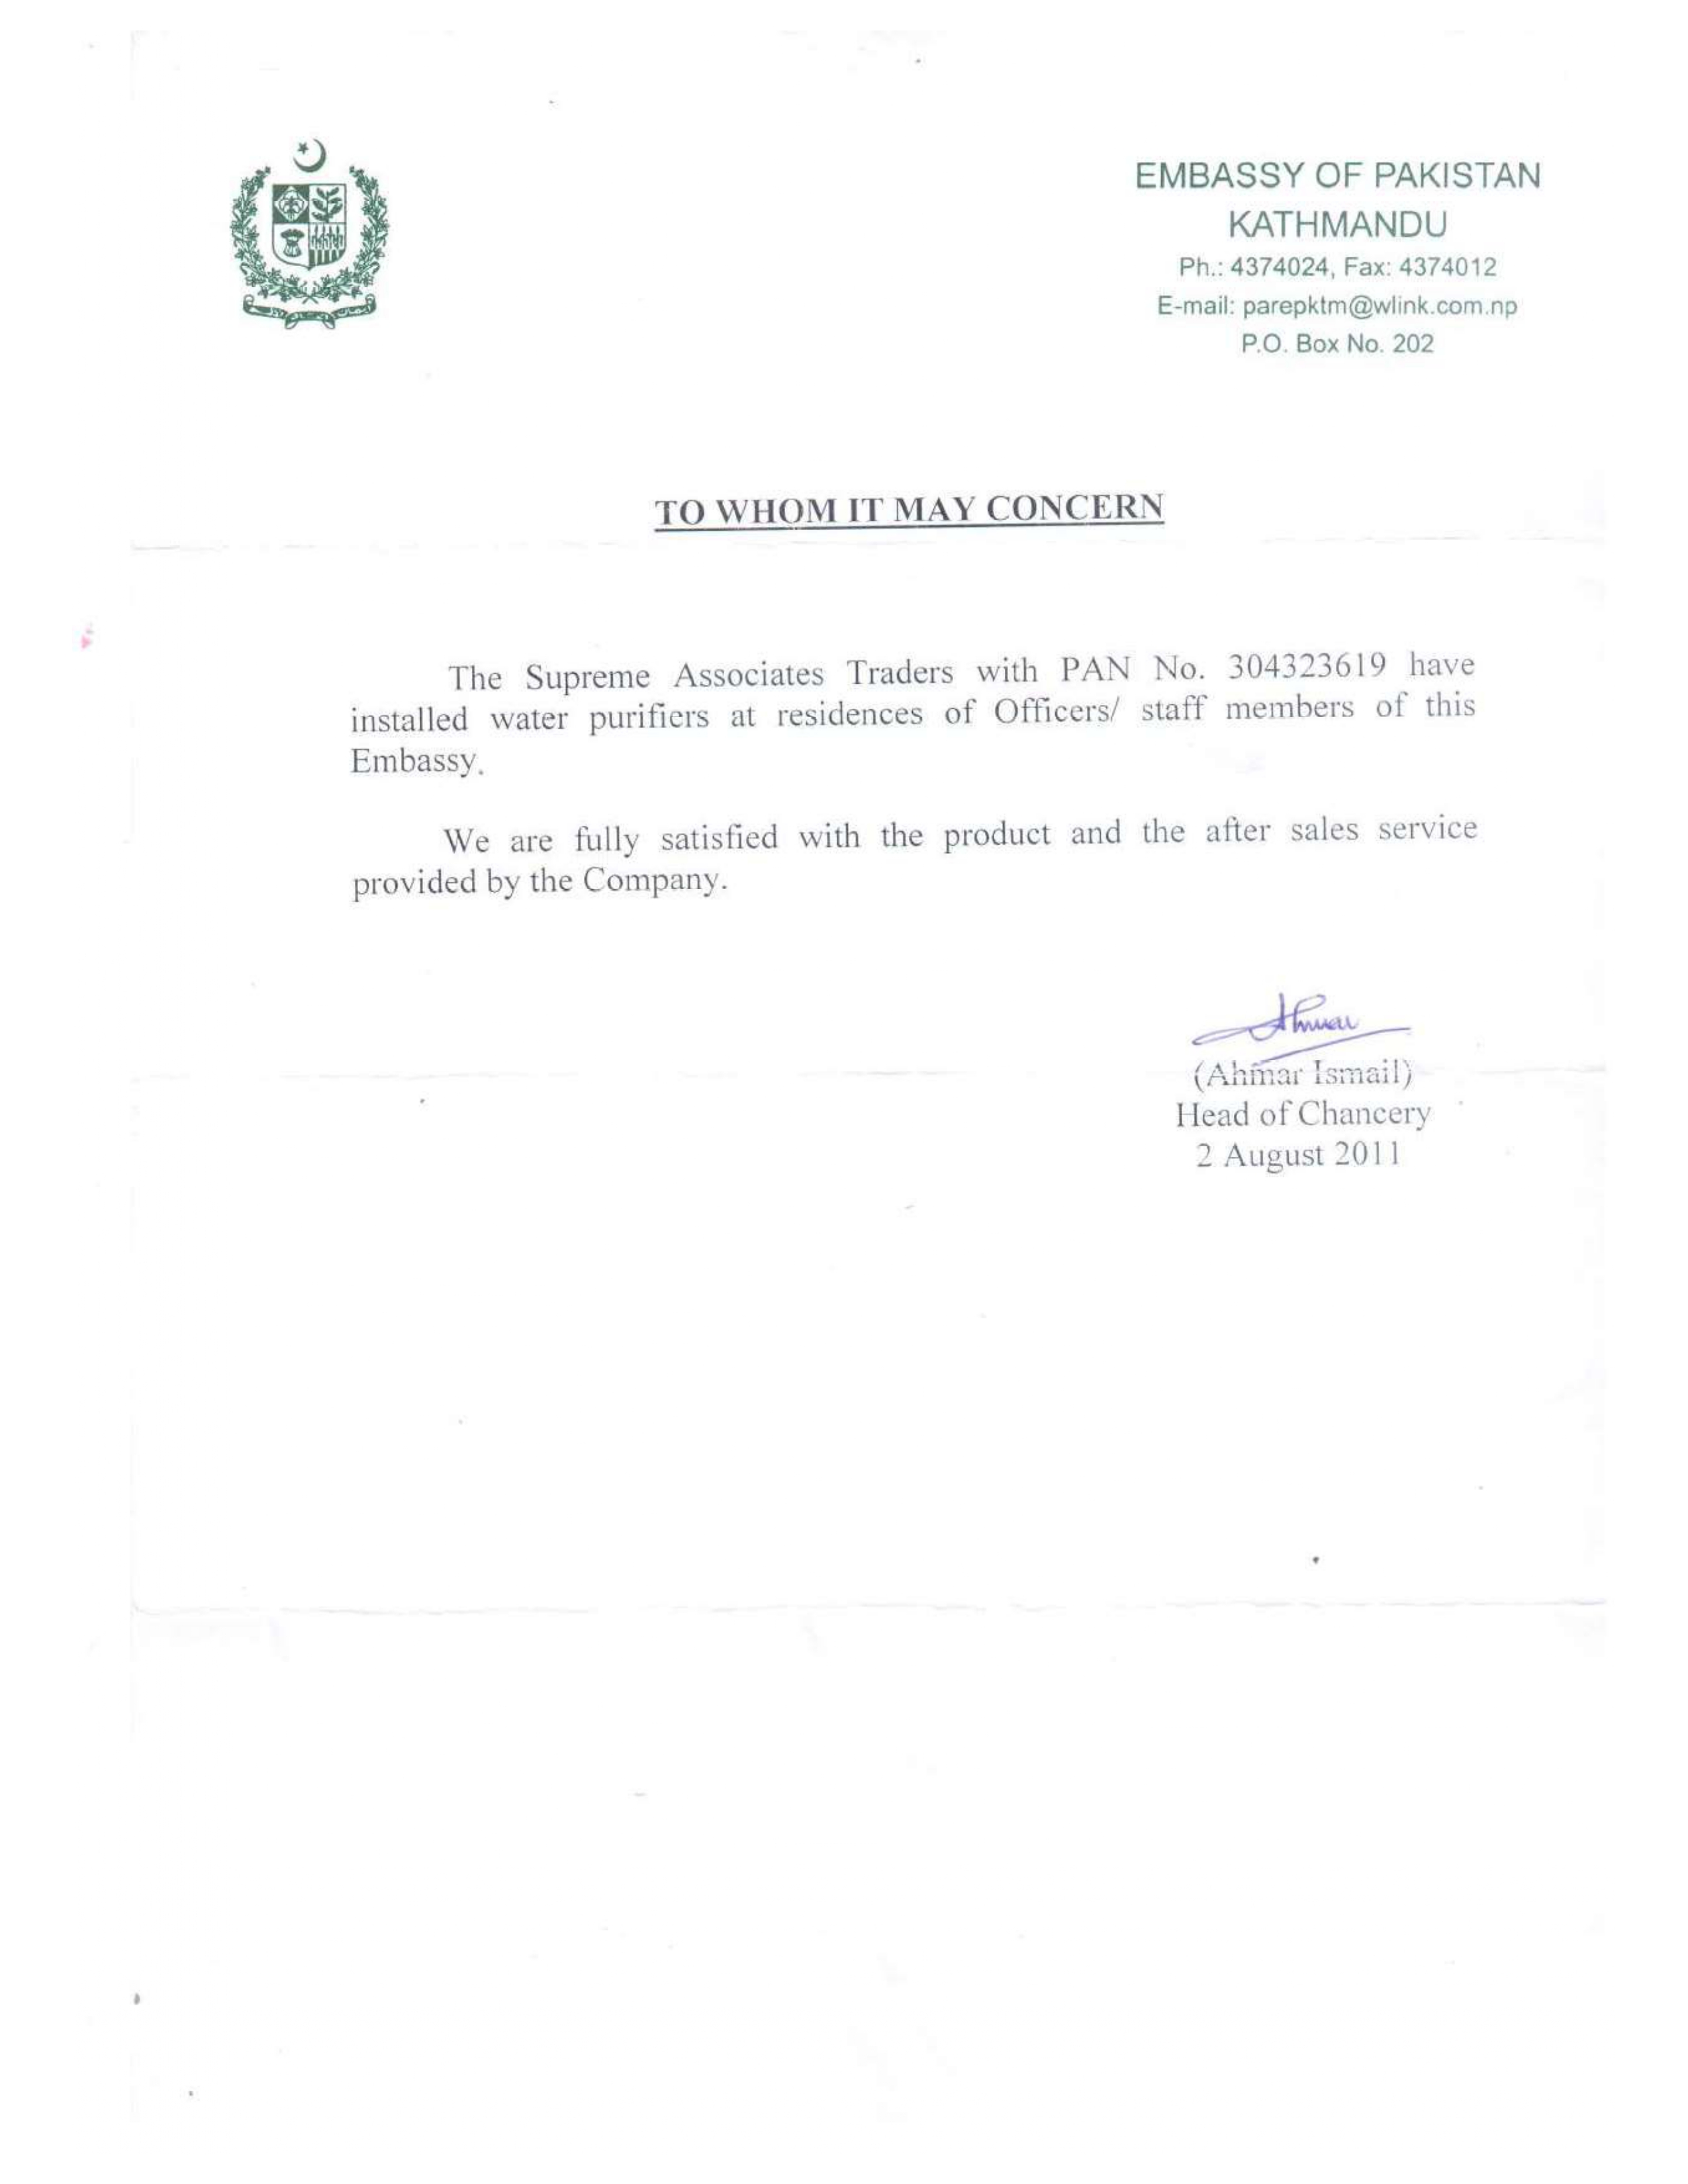 EMBASSY OF PAKISTAN
KATHMANDU
Ph.: 4374024, Fax: 4374012
E-mail: parepktm@wlink.com.np
P.O. Box No. 202
TO WHOM IT MAY CONCERN
The Supreme Associates Traders with PAN No. 304323619 have
installed water purifiers at residences of Officers/ staff members of this
Embassy.
We are fully satisfied with the product and the after sales service
provided by the Company.
(Ahmar Ismail)
Head of Chancery
2 August 2011